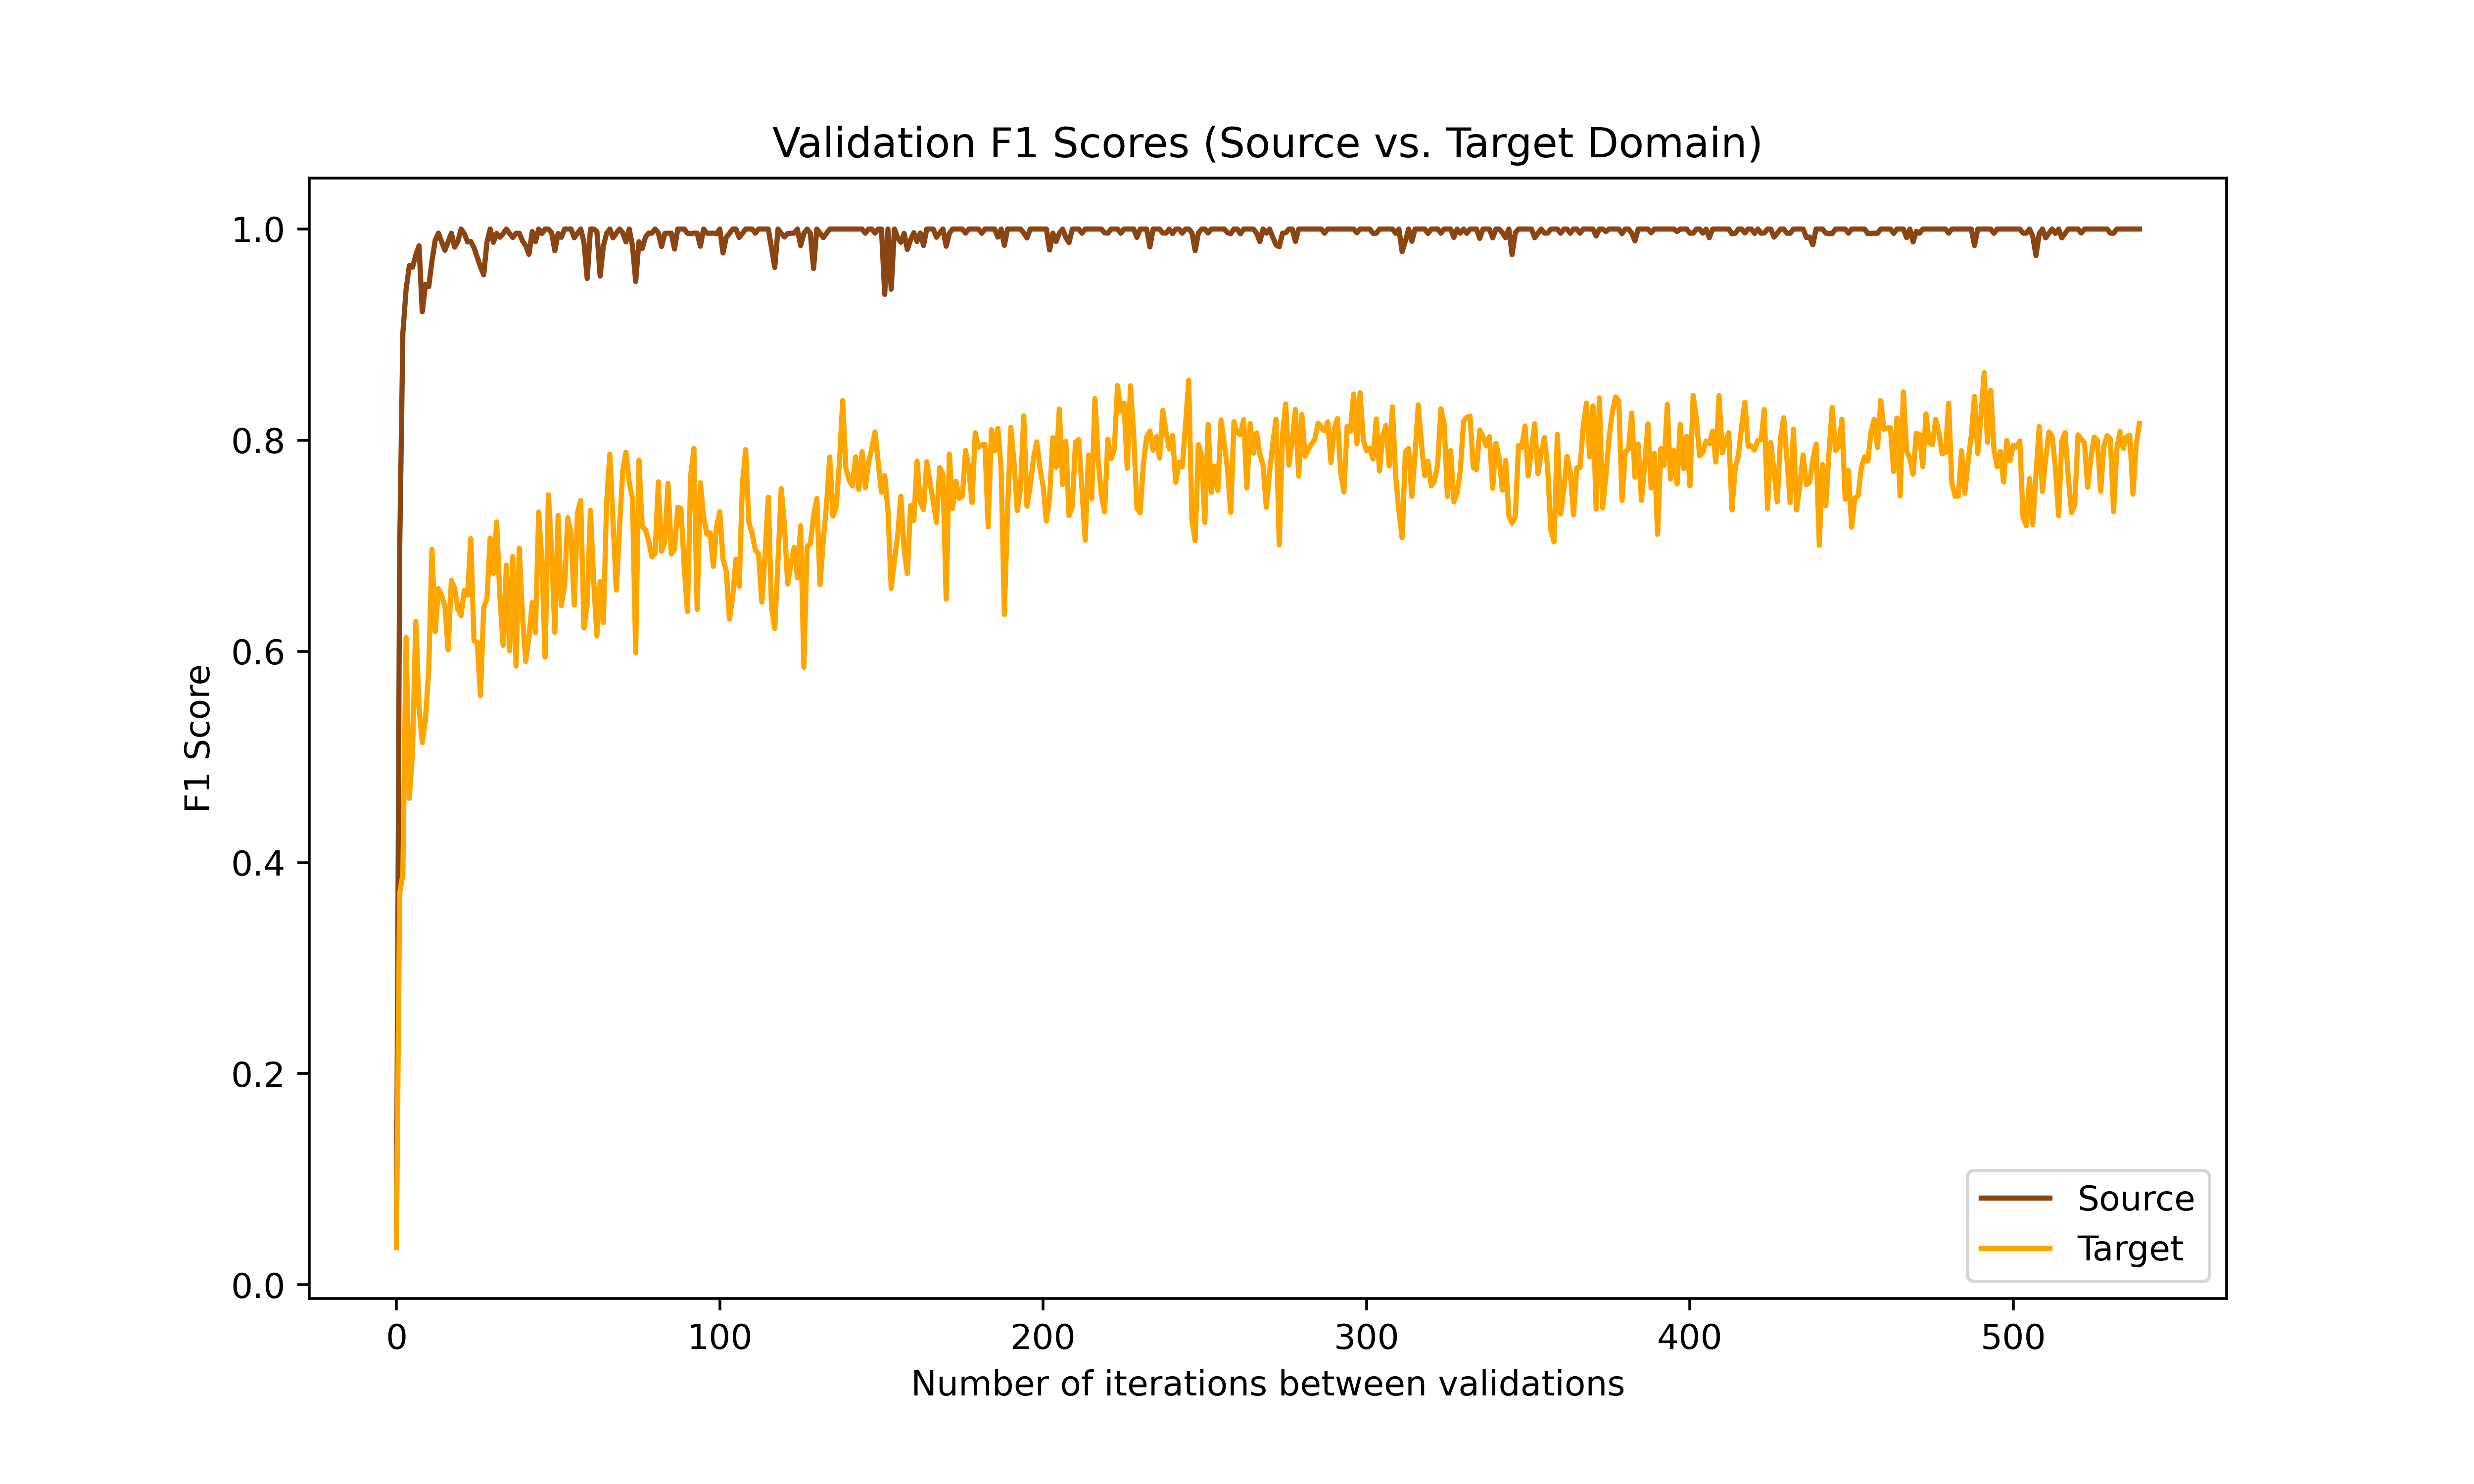 Validation F1 Scores (Source vs. Target Domain)
1.0
0.8
0.6
0.4
0.2
0.0
F1 Score
0 100 200 300 400 500
Number of iterations between validations
Source
Target